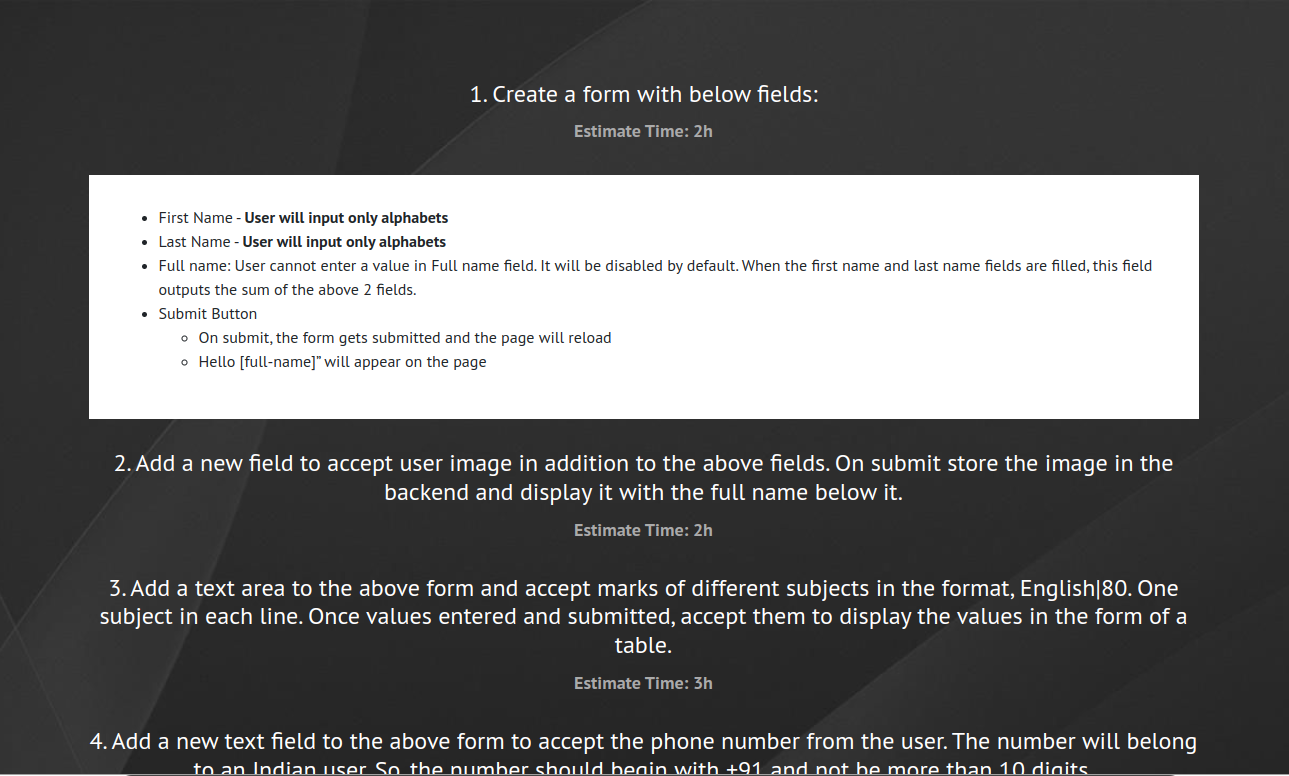 1. Create a form with below fields:
Estimate Time: 2h
• First Name - User will input only alphabets
• Last Name - User will input only alphabets
• Full name: User cannot enter a value in Full name field. It will be disabled by default. When the first name and last name fields are filled, this field
outputs the sum of the above 2 fields.
• Submit Button
◦ On submit, the form gets submitted and the page will reload
◦ Hello [full-name]” will appear on the page
2. Add a new field to accept user image in addition to the above fields. On submit store the image in the
backend and display it with the full name below it.
Estimate Time: 2h
3. Add a text area to the above form and accept marks of different subjects in the format, English|80. One
subject in each line. Once values entered and submitted, accept them to display the values in the form of a
table.
Estimate Time: 3h
4. Add a new text field to the above form to accept the phone number from the user. The number will belong
to an Indian user. So, the number should begin with +91 and not be more than 10 digits.